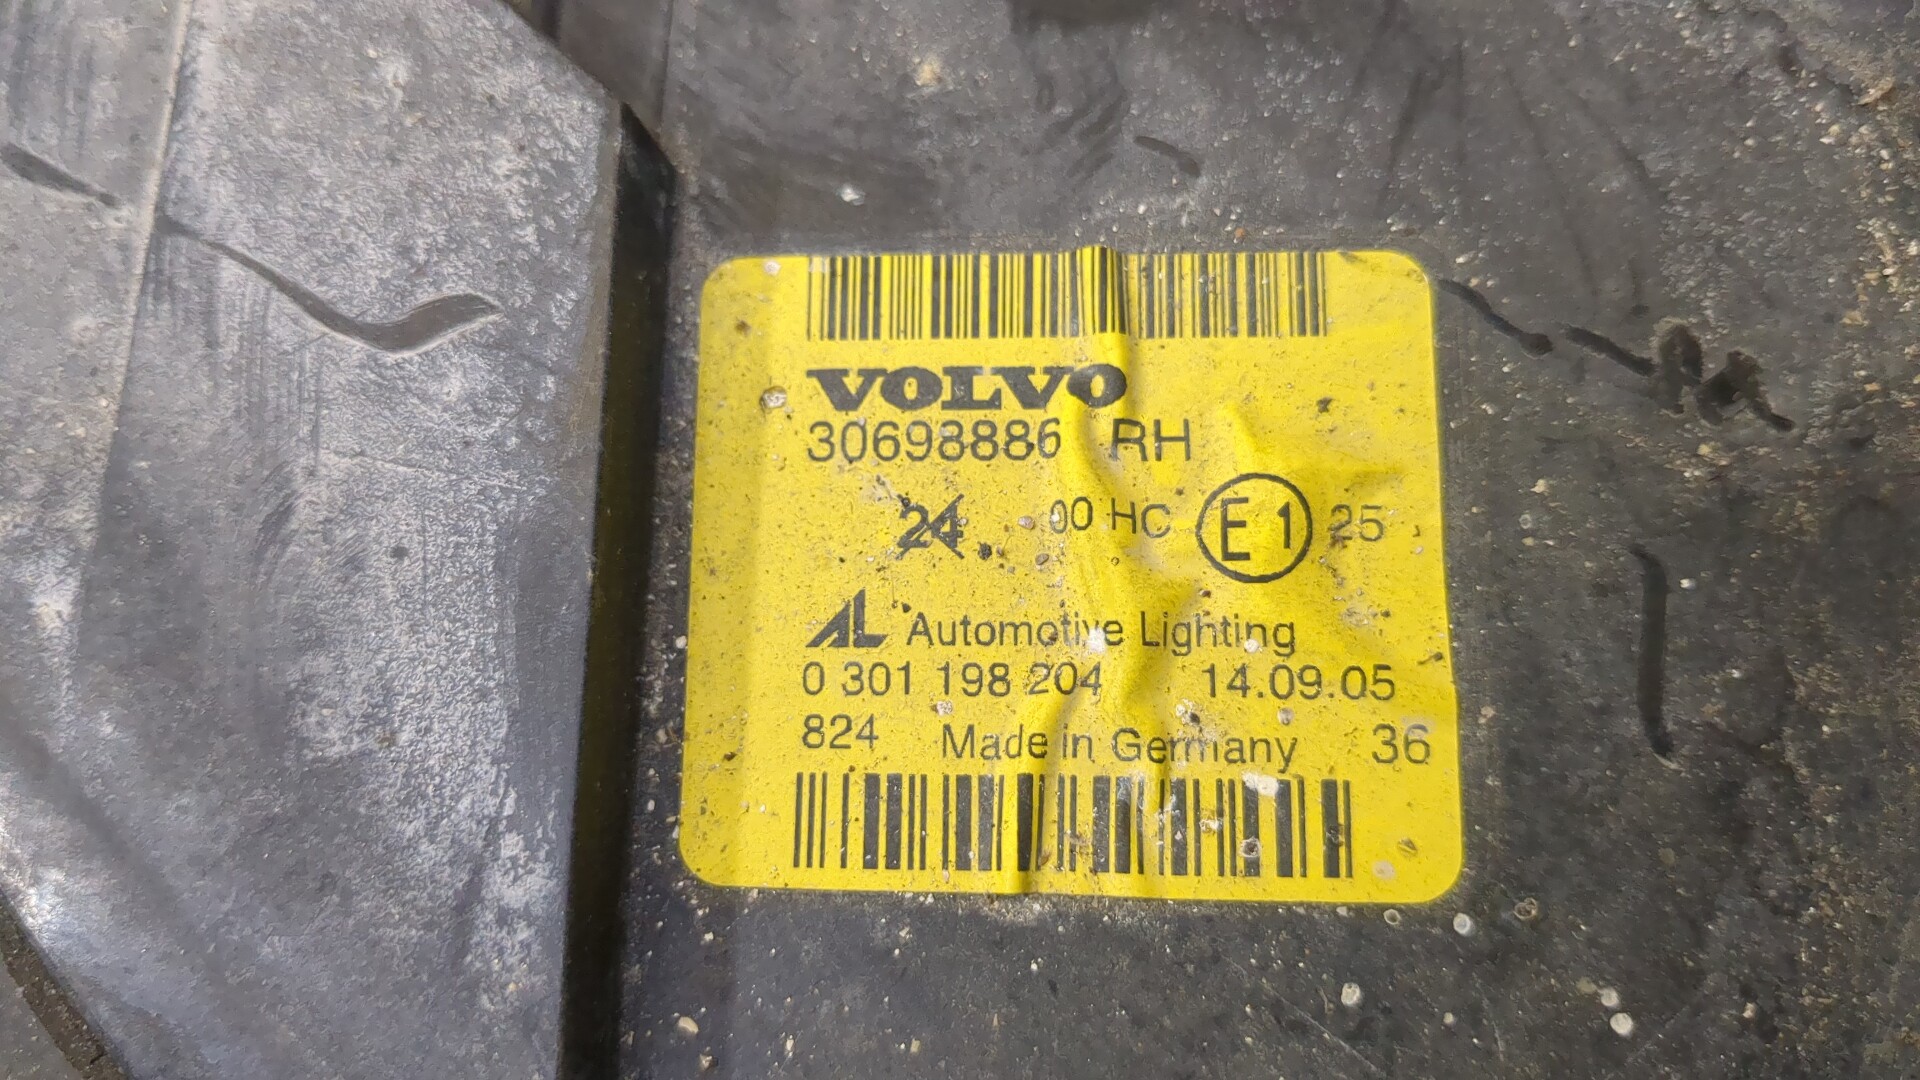 VOLVO
30698886 RH
24 00 HC E1 25
AL Automotive Lighting
0 301 198 204 14.09.05
824 Made in Germany 36